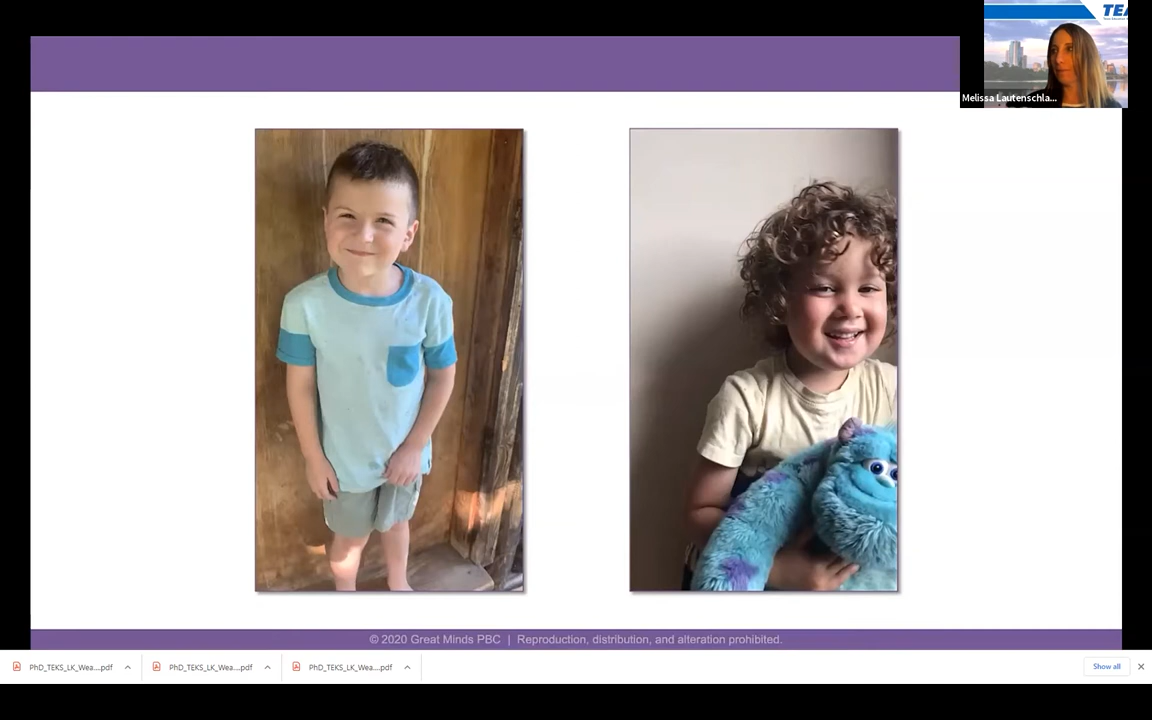 TEA
Melissa Lautenschla...
© 2020 Great Minds PBC | Reproduction, distribution, and alteration prohibited.
PhD_TEKS_LK_Wea....pdf
PhD_TEKS_LK_Wea....pdf
PhD_TEKS_LK_Wea....pdf
Show all